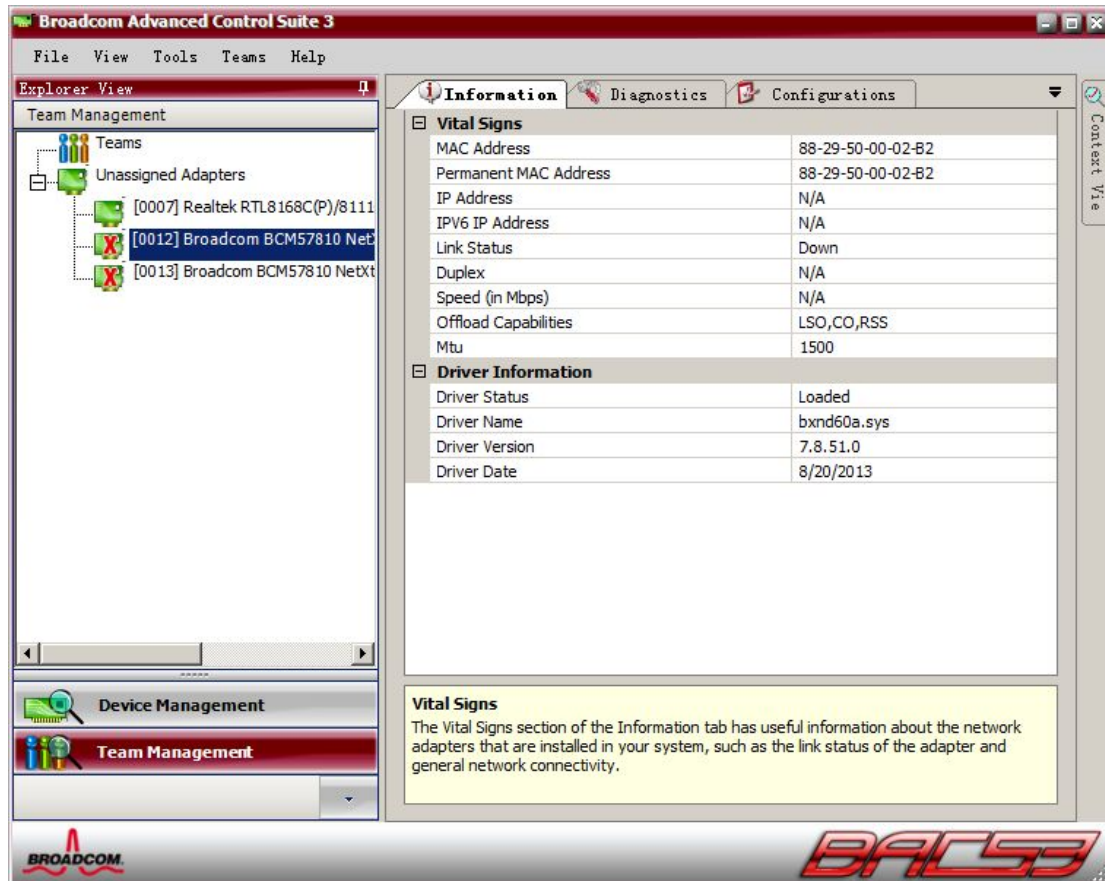 Broadcom Advanced Control Suite 3
File View Tools Teams Help
Explorer View
Team Management
Teams
Unassigned Adapters
[0007] Realtek RTL8168C(P)/8111
[0012] Broadcom BCM57810 Net
[0013] Broadcom BCM57810 NetXt
Device Management
Team Management
Information Diagnostics Configurations
Vital Signs
MAC Address 88-29-50-00-02-B2
Permanent MAC Address 88-29-50-00-02-B2
IP Address N/A
IPV6 IP Address N/A
Link Status Down
Duplex N/A
Speed (in Mbps) N/A
Offload Capabilities LSO,CO,RSS
Mtu 1500
Driver Information
Driver Status Loaded
Driver Name bxnd60a.sys
Driver Version 7.8.51.0
Driver Date 8/20/2013
Vital Signs
The Vital Signs section of the Information tab has useful information about the network
adapters that are installed in your system, such as the link status of the adapter and
general network connectivity.
Context Vie
BROADCOM.
BACS3